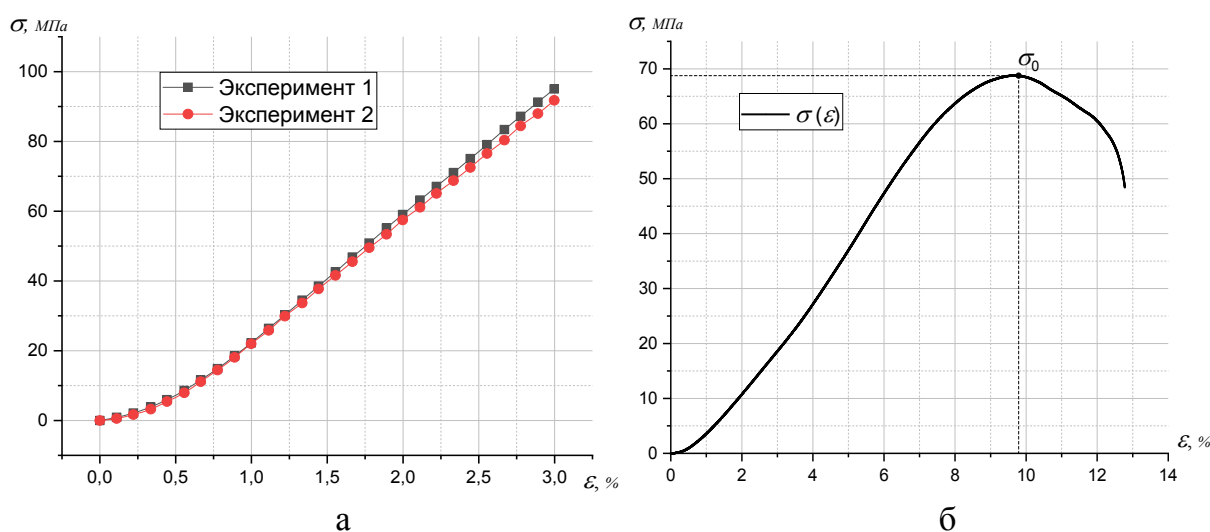 σ, МПа
100
80
60
40
20
0
Эксперимент 1
Эксперимент 2
0,0 0,5 1,0 1,5 2,0 2,5 3,0
ε, %
а
σ, МПа
70
60
50
40
30
20
10
0
σ (ε)
σ0
0 2 4 6 8 10 12 14
ε, %
б